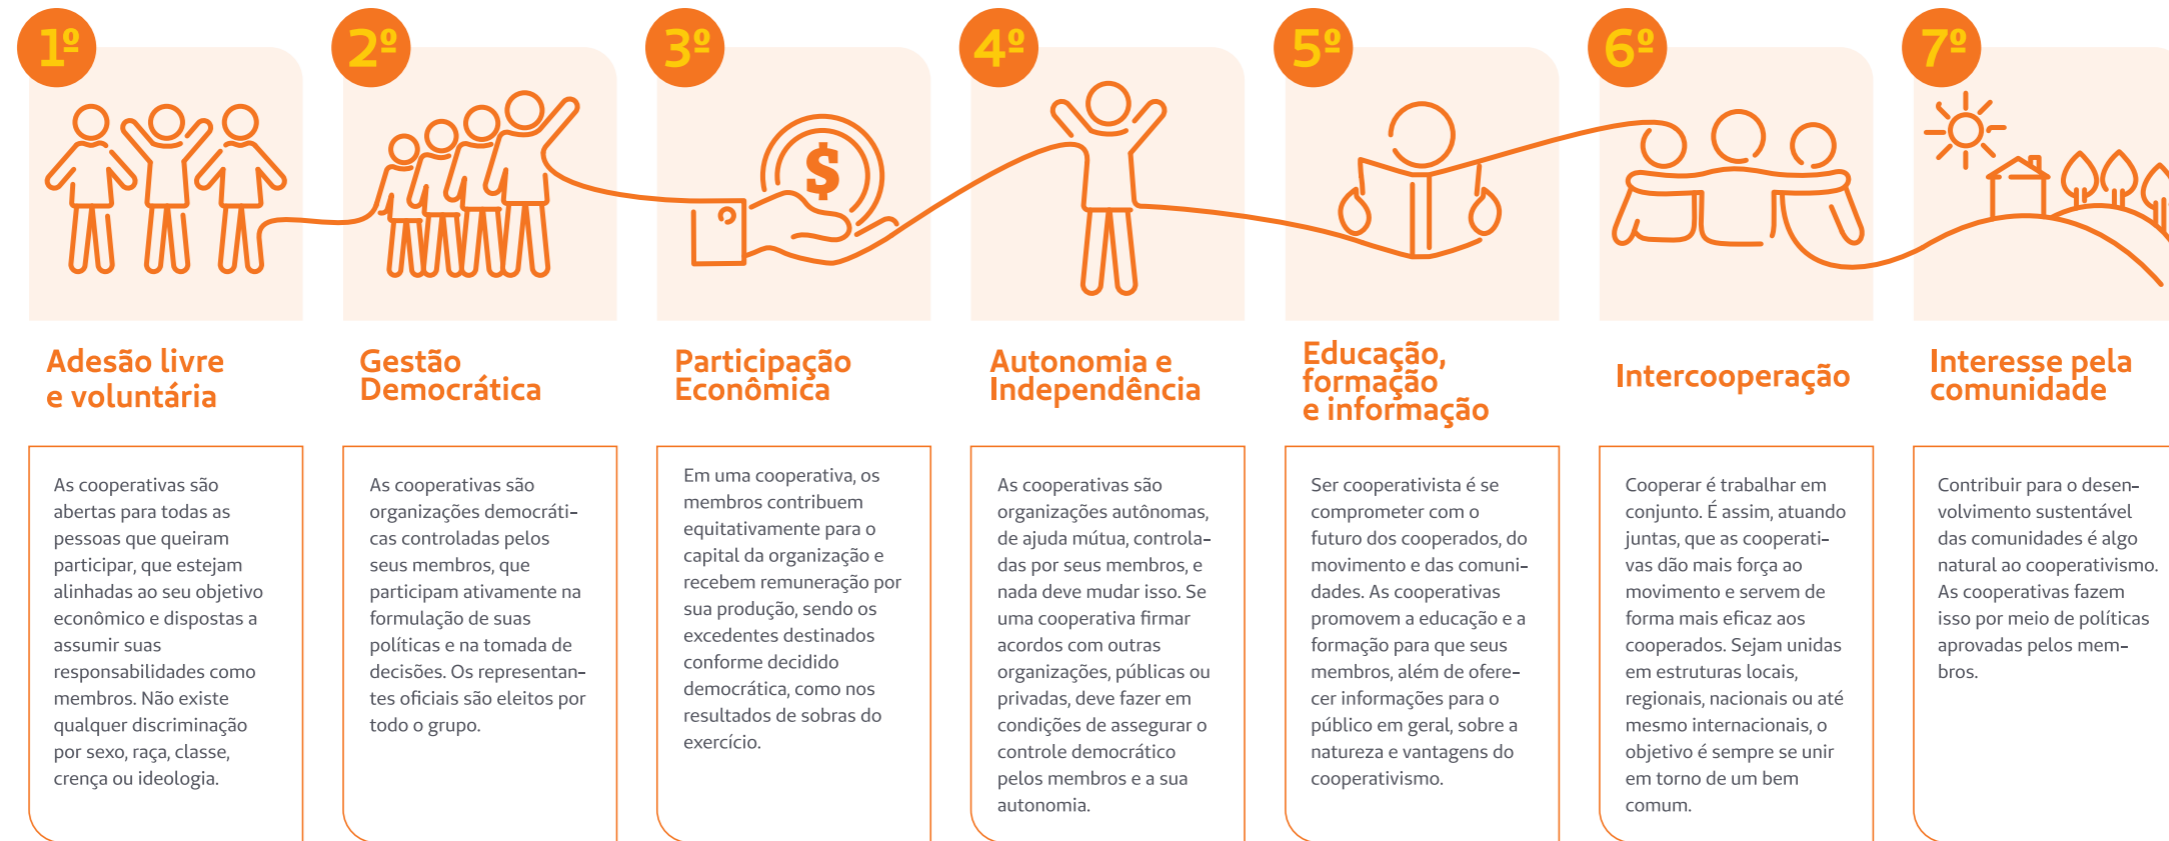 1º
Adesão livre
e voluntária
As cooperativas são
abertas para todas as
pessoas que queiram
participar, que estejam
alinhadas ao seu objetivo
econômico e dispostas a
assumir suas
responsabilidades como
membros. Não existe
qualquer discriminação
por sexo, raça, classe,
crença ou ideologia.
2º
Gestão
Democrática
As cooperativas são
organizações democráti-
cas controladas pelos
seus membros, que
participam ativamente na
formulação de suas
políticas e na tomada de
decisões. Os representan-
tes oficiais são eleitos por
todo o grupo.
3º
$
Participação
Econômica
Em uma cooperativa, os
membros contribuem
equitativamente para o
capital da organização e
recebem remuneração por
sua produção, sendo os
excedentes destinados
conforme decidido
democrática, como nos
resultados de sobras do
exercício.
4º
Autonomia e
Independência
As cooperativas são
organizações autônomas,
de ajuda mútua, controla-
das por seus membros, e
nada deve mudar isso. Se
uma cooperativa firmar
acordos com outras
organizações, públicas ou
privadas, deve fazer em
condições de assegurar o
controle democrático
pelos membros e a sua
autonomia.
5º
Educação,
formação
e informação
Ser cooperativista é se
comprometer com o
futuro dos cooperados, do
movimento e das comuni-
dades. As cooperativas
promovem a educação e a
formação para que seus
membros, além de ofere-
cer informações para o
público em geral, sobre a
natureza e vantagens do
cooperativismo.
6º
Intercooperação
Cooperar é trabalhar em
conjunto. É assim, atuando
juntas, que as cooperati-
vas dão mais força ao
movimento e servem de
forma mais eficaz aos
cooperados. Sejam unidas
em estruturas locais,
regionais, nacionais ou até
mesmo internacionais, o
objetivo é sempre se unir
em torno de um bem
comum.
7º
Interesse pela
comunidade
Contribuir para o desen-
volvimento sustentável
das comunidades é algo
natural ao cooperativismo.
As cooperativas fazem
isso por meio de políticas
aprovadas pelos mem-
bros.